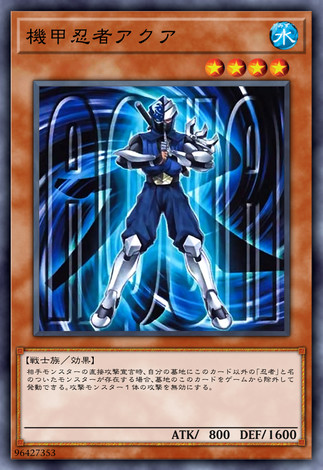 機甲忍者アクア
水
AQUA
【戦士族/効果】
相手モンスターの直接攻撃宣言時、自分の墓地にこのカード以外の「忍者」と名
のついたモンスターが存在する場合、墓地のこのカードをゲームから除外して
発動できる。攻撃モンスター1体の攻撃を無効にする。
ATK/ 800 DEF/1600
96427353